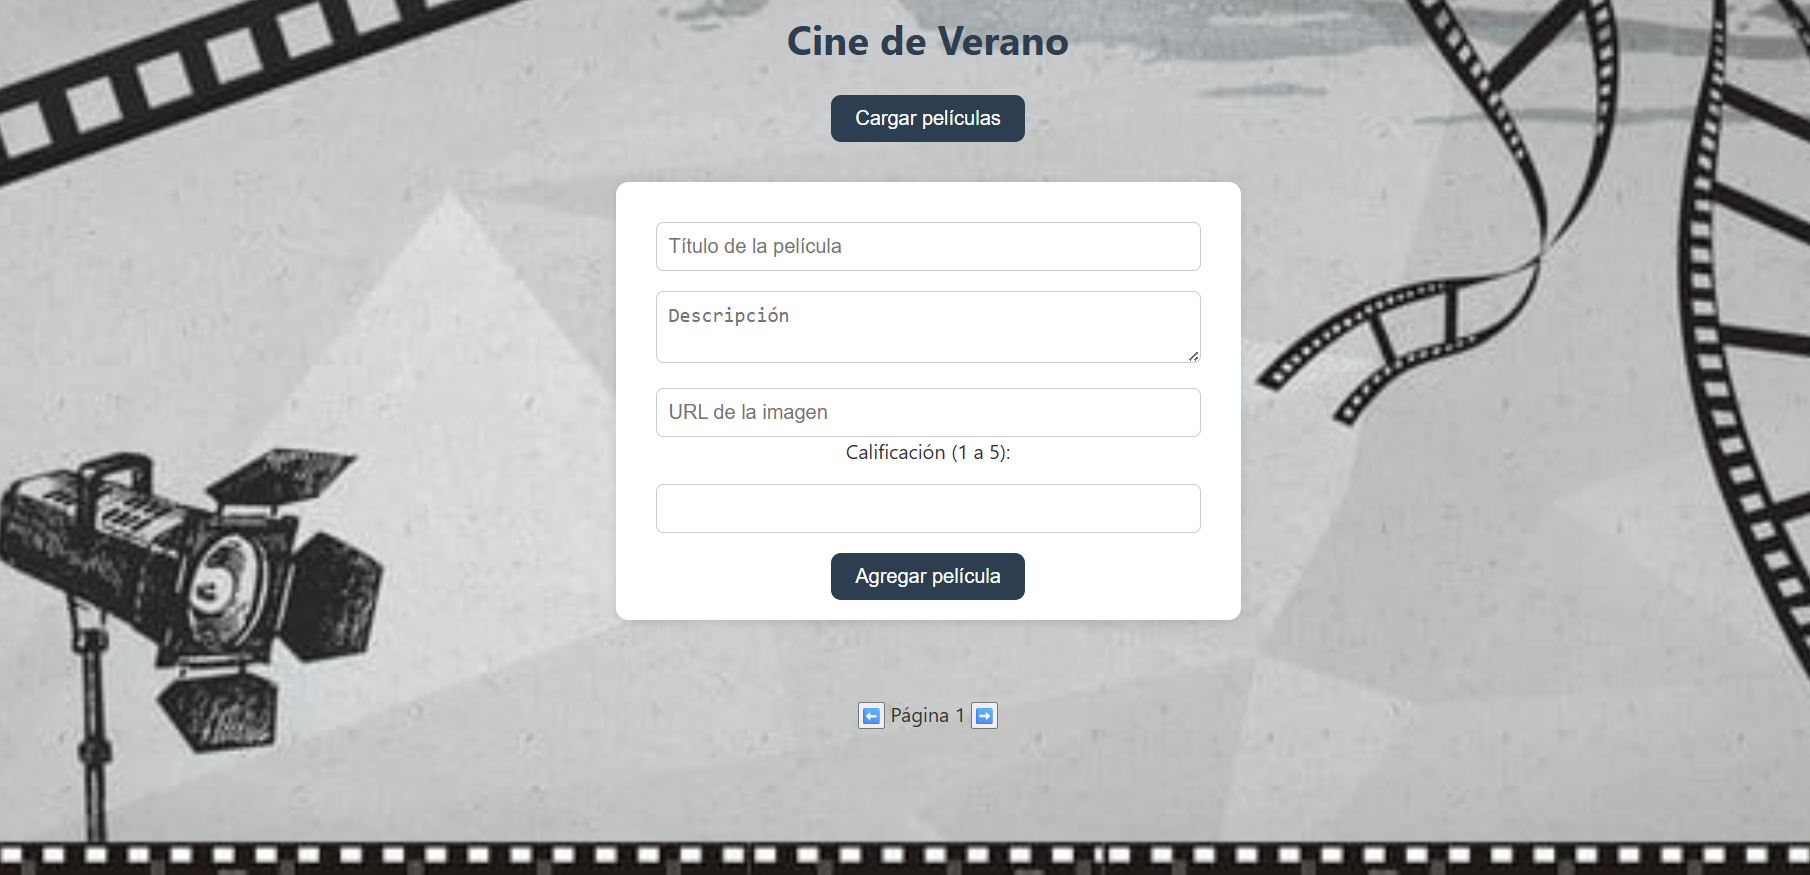 Cine de Verano
Cargar películas
Título de la película
Descripción
URL de la imagen
Calificación (1 a 5):
Agregar película
⬅ Página 1 ➡